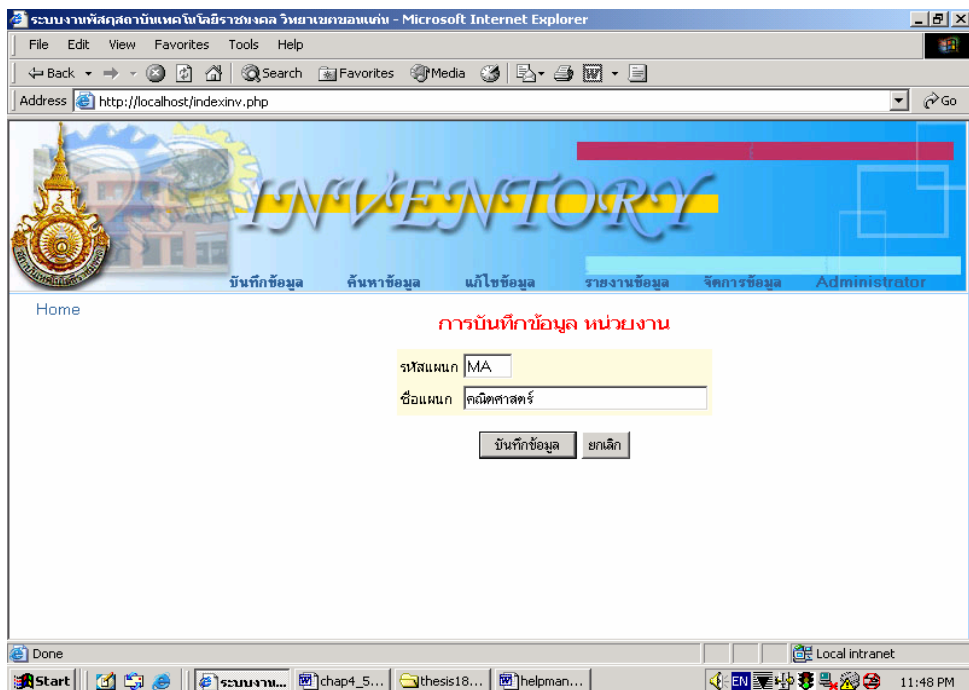 ระบบงานพัสดุสถาบันเทคโนโลยีราชมงคล วิทยาเขตขอนแก่น - Microsoft Internet Explorer
File Edit View Favorites Tools Help
Back Search Favorites Media
Address http://localhost/indexinv.php Go
INVENTORY
บันทึกข้อมูล ค้นหาข้อมูล แก้ไขข้อมูล รายงานข้อมูล จัดการข้อมูล Administrator
Home
การบันทึกข้อมูล หน่วยงาน
รหัสแผนก MA
ชื่อแผนก คณิตศาสตร์
บันทึกข้อมูล ยกเลิก
Done Local intranet
Start ระบบงาน... chap4_5... thesis18... helpman... EN 11:48 PM